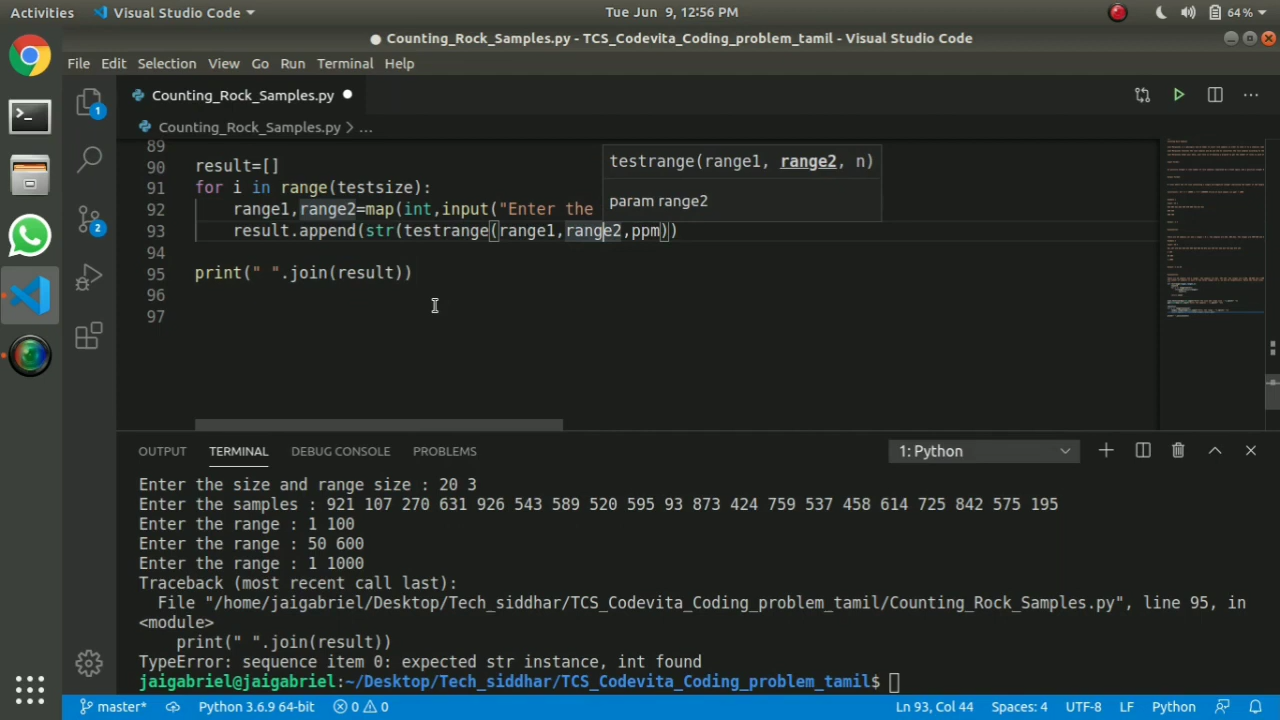 Activities Visual Studio Code Tue Jun 9, 12:56 PM 64 %
Counting_Rock_Samples.py - TCS_Codevita_Coding_problem_tamil - Visual Studio Code
File Edit Selection View Go Run Terminal Help
Counting_Rock_Samples.py
Counting_Rock_Samples.py > ...
89
90 result=[]
testrange(range1, range2, n)
91 for i in range(testsize):
param range2
92 range1,range2=map(int,input("Enter the
93 result.append(str(testrange(range1,range2,ppm))
94
95 print(" ".join(result))
96
97
OUTPUT TERMINAL DEBUG CONSOLE PROBLEMS 1: Python
Enter the size and range size : 20 3
Enter the samples : 921 107 270 631 926 543 589 520 595 93 873 424 759 537 458 614 725 842 575 195
Enter the range : 1 100
Enter the range : 50 600
Enter the range : 1 1000
Traceback (most recent call last):
File "/home/jaigabriel/Desktop/Tech_siddhar/TCS_Codevita_Coding_problem_tamil/Counting_Rock_Samples.py", line 95, in
<module>
print(" ".join(result))
TypeError: sequence item 0: expected str instance, int found
jaigabriel@jaigabriel:~/Desktop/Tech_siddhar/TCS_Codevita_Coding_problem_tamil$
master* Python 3.6.9 64-bit 0 0 Ln 93, Col 44 Spaces: 4 UTF-8 LF Python
1
2